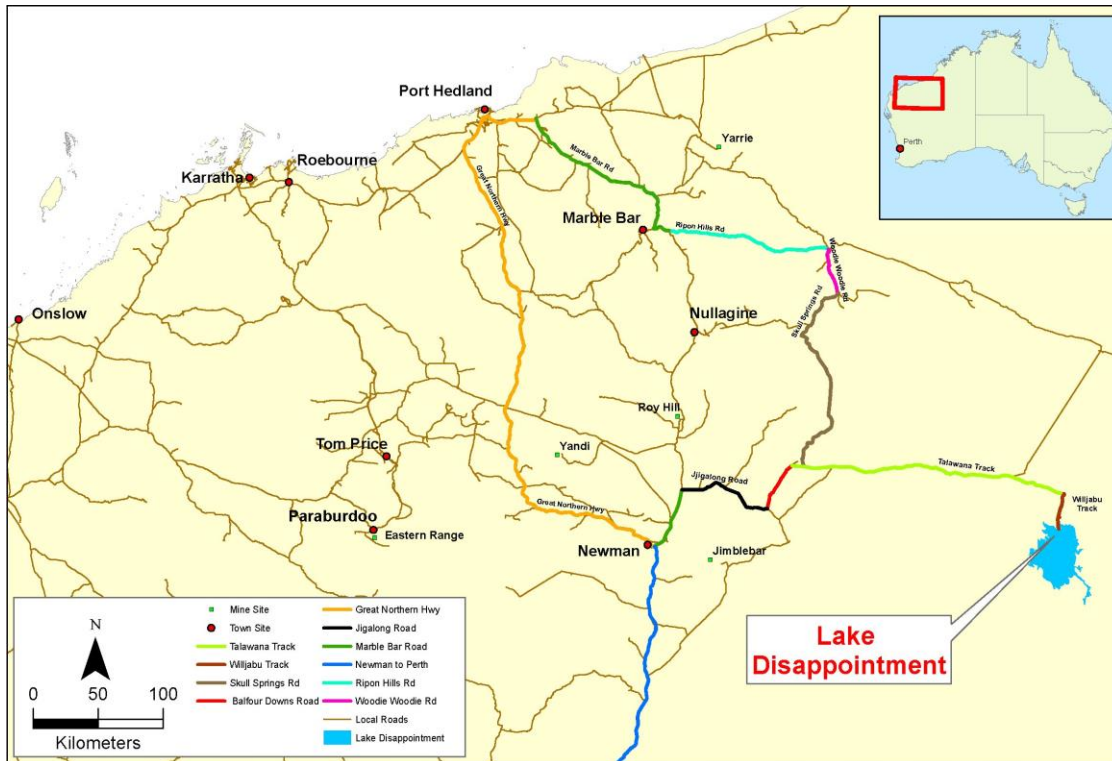 Port Hedland
Yarrie
Perth
Roebourne
Karratha
Marble Bar Rd
Great Northern Hwy
Marble Bar
Ripon Hills Rd
Woodie Woodie Rd
Onslow
Skull Springs Rd
Nullagine
Roy Hill
Yandi
Tom Price
Talawana Track
Jjigalong Road
Willjabu
Track
Great Northern Hwy
Paraburdoo
Eastern Range
Newman
Jimblebar
Lake
Disappointment
N
0 50 100
Kilometers
Mine Site
Town Site
Talawana Track
Willjabu Track
Skull Springs Rd
Balfour Downs Road
Great Northern Hwy
Jigalong Road
Marble Bar Road
Newman to Perth
Ripon Hills Rd
Woodie Woodie Rd
Local Roads
Lake Disappointment